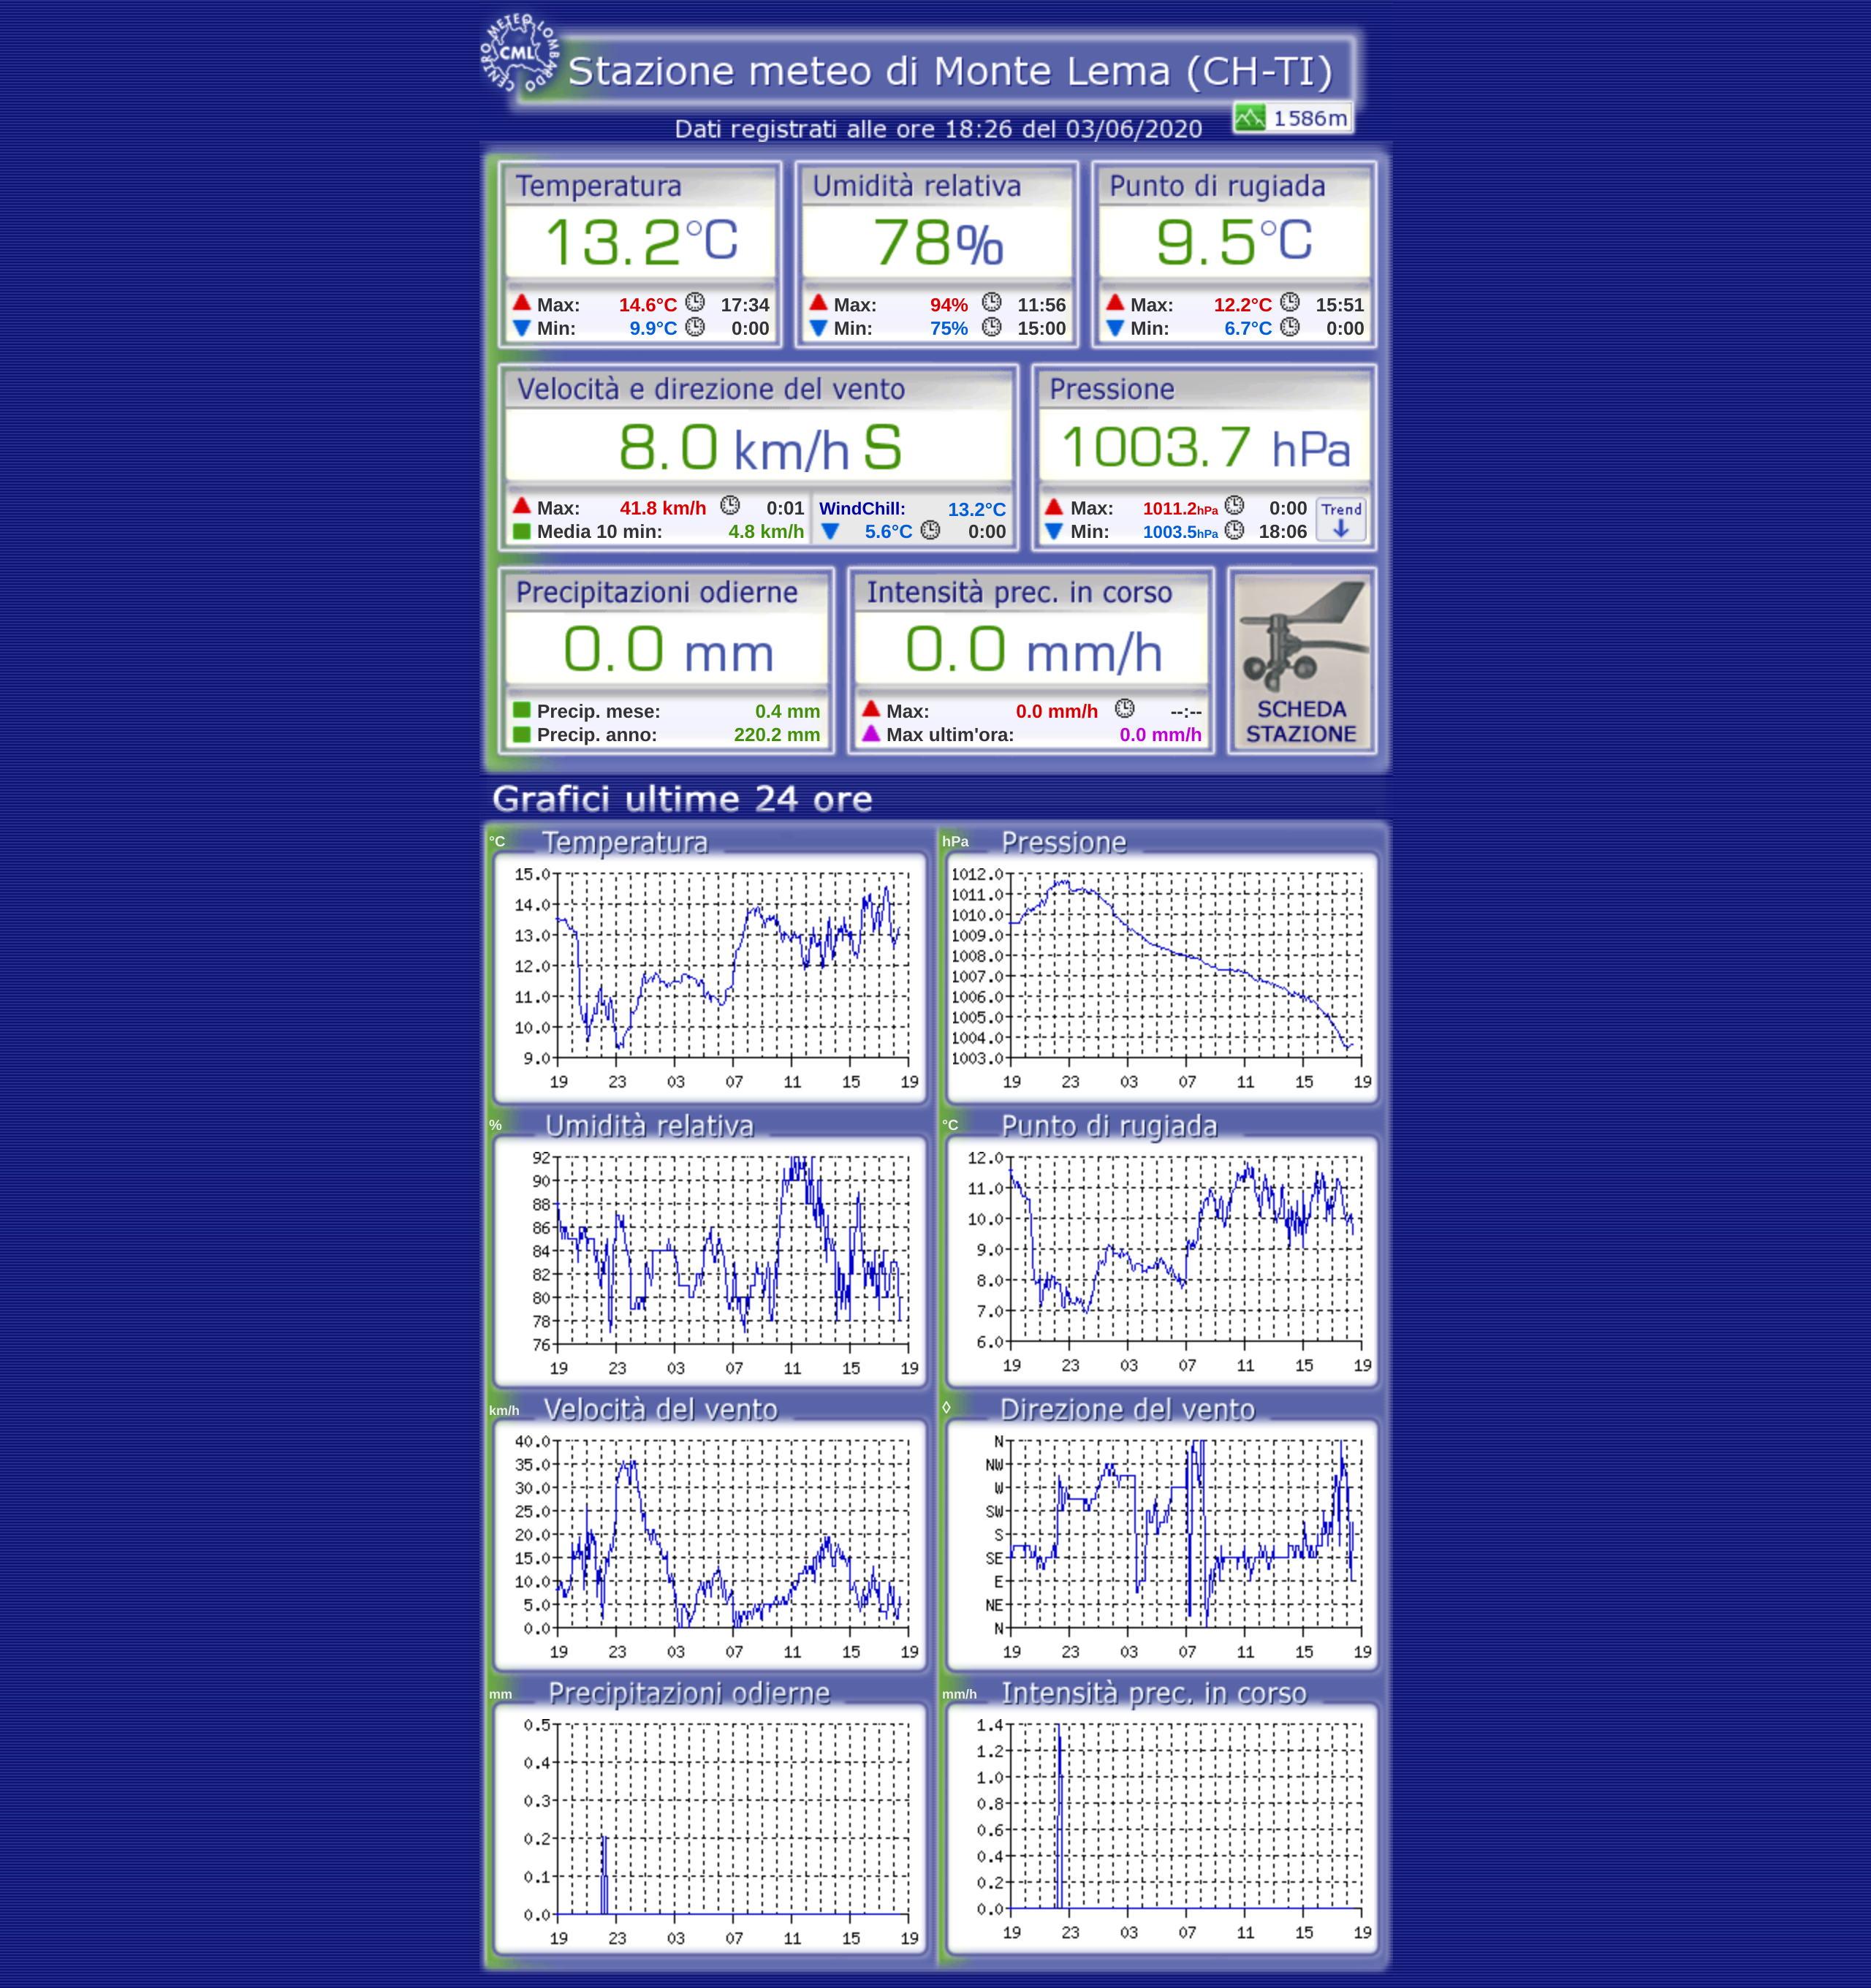 CENTRO METEO LOMBARDO
CML
Stazione meteo di Monte Lema (CH-TI)
1586m
Dati registrati alle ore 18:26 del 03/06/2020
Temperatura
13.2°C
Max: 14.6°C 17:34
Min: 9.9°C 0:00
Umidità relativa
78%
Max: 94% 11:56
Min: 75% 15:00
Punto di rugiada
9.5°C
Max: 12.2°C 15:51
Min: 6.7°C 0:00
Velocità e direzione del vento
8.0 km/h S
Max: 41.8 km/h 0:01
Media 10 min: 4.8 km/h
WindChill: 13.2°C
5.6°C 0:00
Pressione
1003.7 hPa
Max: 1011.2hPa 0:00
Min: 1003.5hPa 18:06
Trend
Precipitazioni odierne
0.0 mm
Precip. mese: 0.4 mm
Precip. anno: 220.2 mm
Intensità prec. in corso
0.0 mm/h
Max: 0.0 mm/h --:--
Max ultim'ora: 0.0 mm/h
SCHEDA
STAZIONE
Grafici ultime 24 ore
°C Temperatura
15.0
14.0
13.0
12.0
11.0
10.0
9.0
19 23 03 07 11 15 19
hPa Pressione
1012.0
1011.0
1010.0
1009.0
1008.0
1007.0
1006.0
1005.0
1004.0
1003.0
19 23 03 07 11 15 19
% Umidità relativa
92
90
88
86
84
82
80
78
76
19 23 03 07 11 15 19
°C Punto di rugiada
12.0
11.0
10.0
9.0
8.0
7.0
6.0
19 23 03 07 11 15 19
km/h Velocità del vento
40.0
35.0
30.0
25.0
20.0
15.0
10.0
5.0
0.0
19 23 03 07 11 15 19
◊ Direzione del vento
N
NW
W
SW
S
SE
E
NE
N
19 23 03 07 11 15 19
mm Precipitazioni odierne
0.5
0.4
0.3
0.2
0.1
0.0
19 23 03 07 11 15 19
mm/h Intensità prec. in corso
1.4
1.2
1.0
0.8
0.6
0.4
0.2
0.0
19 23 03 07 11 15 19